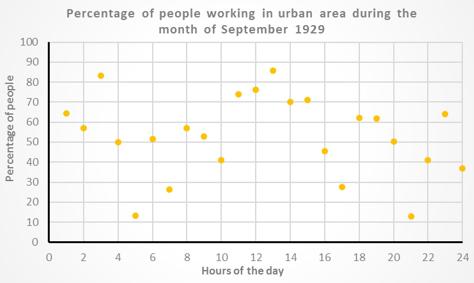 Percentage of people working in urban area during the
month of September 1929
100
90
80
70
60
50
40
30
20
10
0
Percentage of people
0 2 4 6 8 10 12 14 16 18 20 22 24
Hours of the day